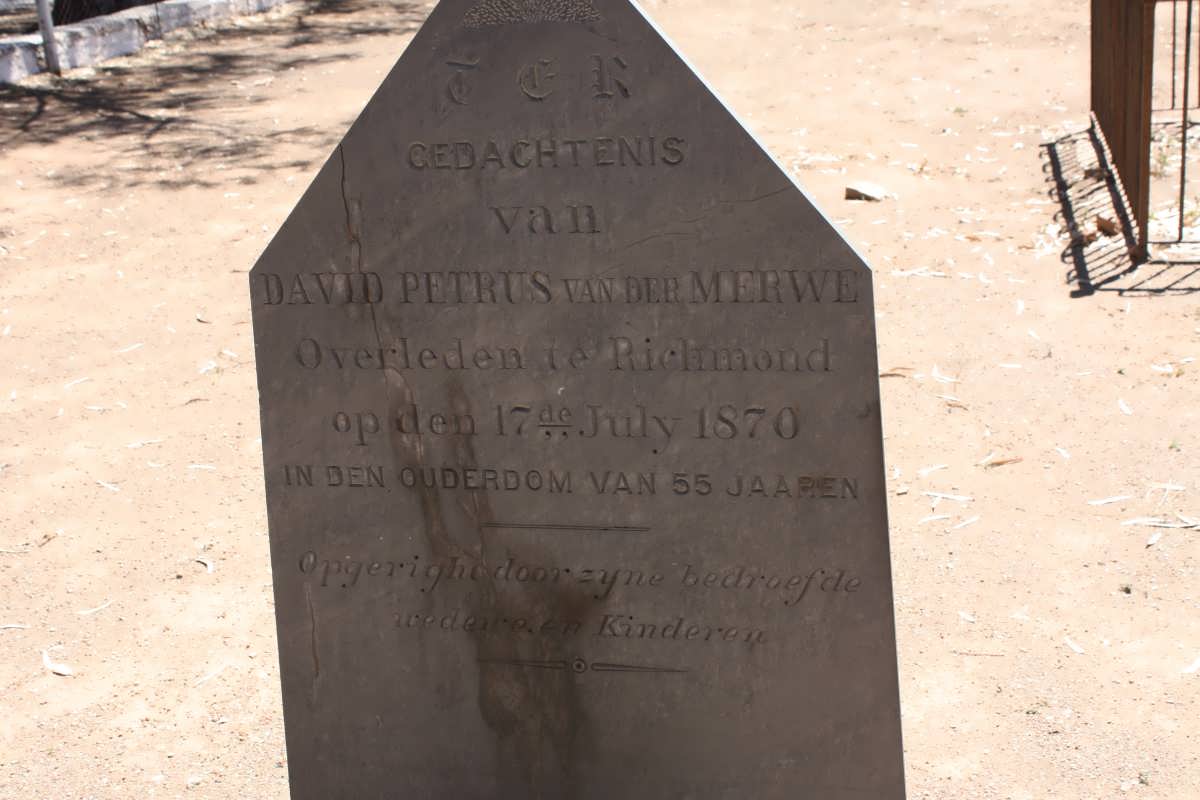 TER
GEDACHTENIS
van
DAVID PETRUS VAN DER MERWE
Overleden te Richmond
op den 17de July 1870
IN DEN OUDERDOM VAN 55 JAAREN
Opgerigh door zyne bedroefde
wedewe en Kinderen